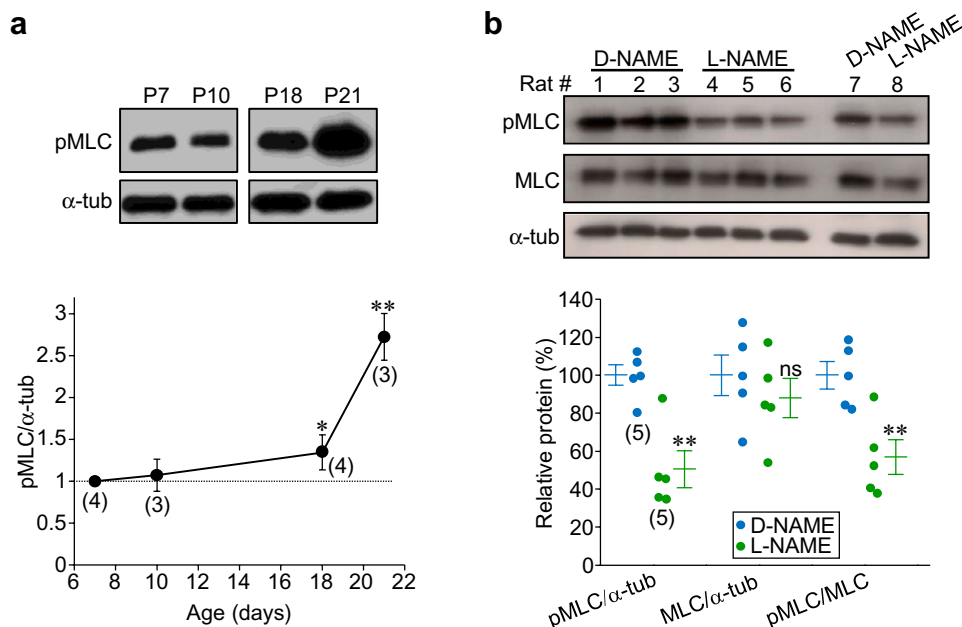 a
P7 P10 P18 P21
pMLC
α-tub
pMLC/α-tub
3
2.5
2
1.5
1
0.5
0
(4)
(3)
*
(4)
**
(3)
6 8 10 12 14 16 18 20 22
Age (days)
b
D-NAME L-NAME D-NAME L-NAME
Rat # 1 2 3 4 5 6 7 8
pMLC
MLC
α-tub
Relative protein (%)
140
120
100
80
60
40
20
0
(5)
**
(5)
ns
**
D-NAME
L-NAME
pMLC/α-tub MLC/α-tub pMLC/MLC